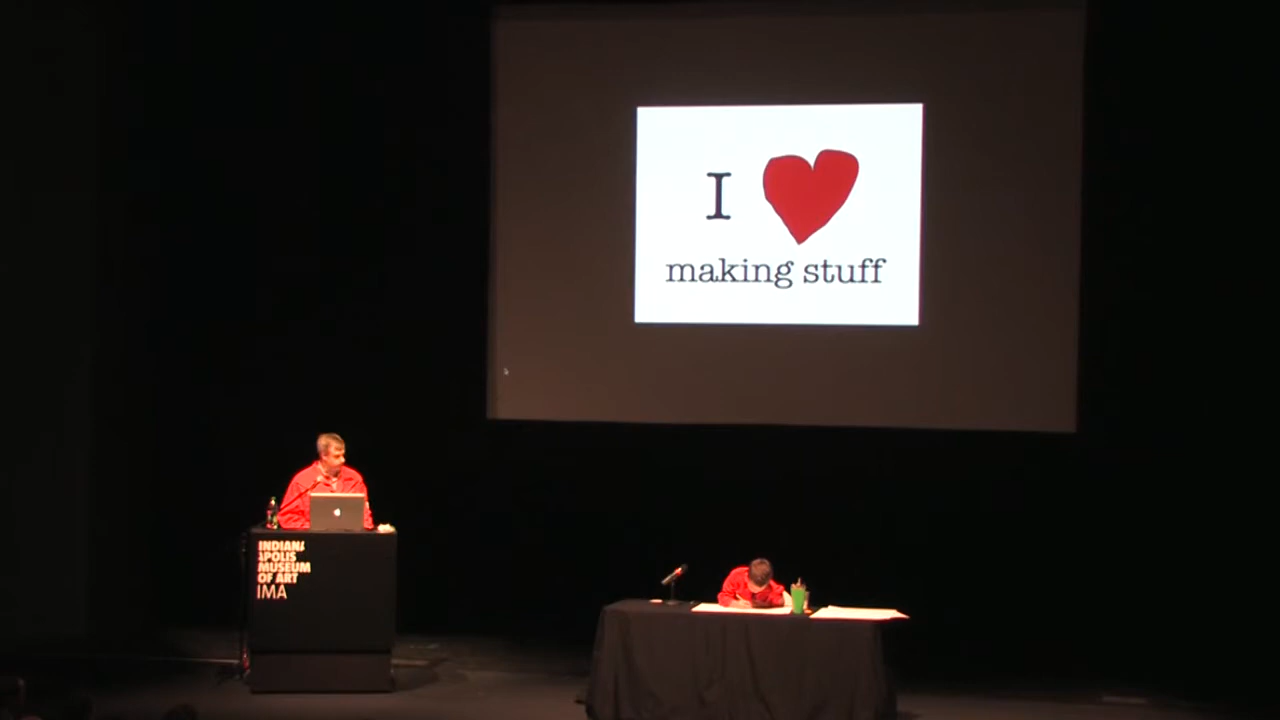 I
making stuff
INDIANA
APOLIS
MUSEUM
OF ART
IMA